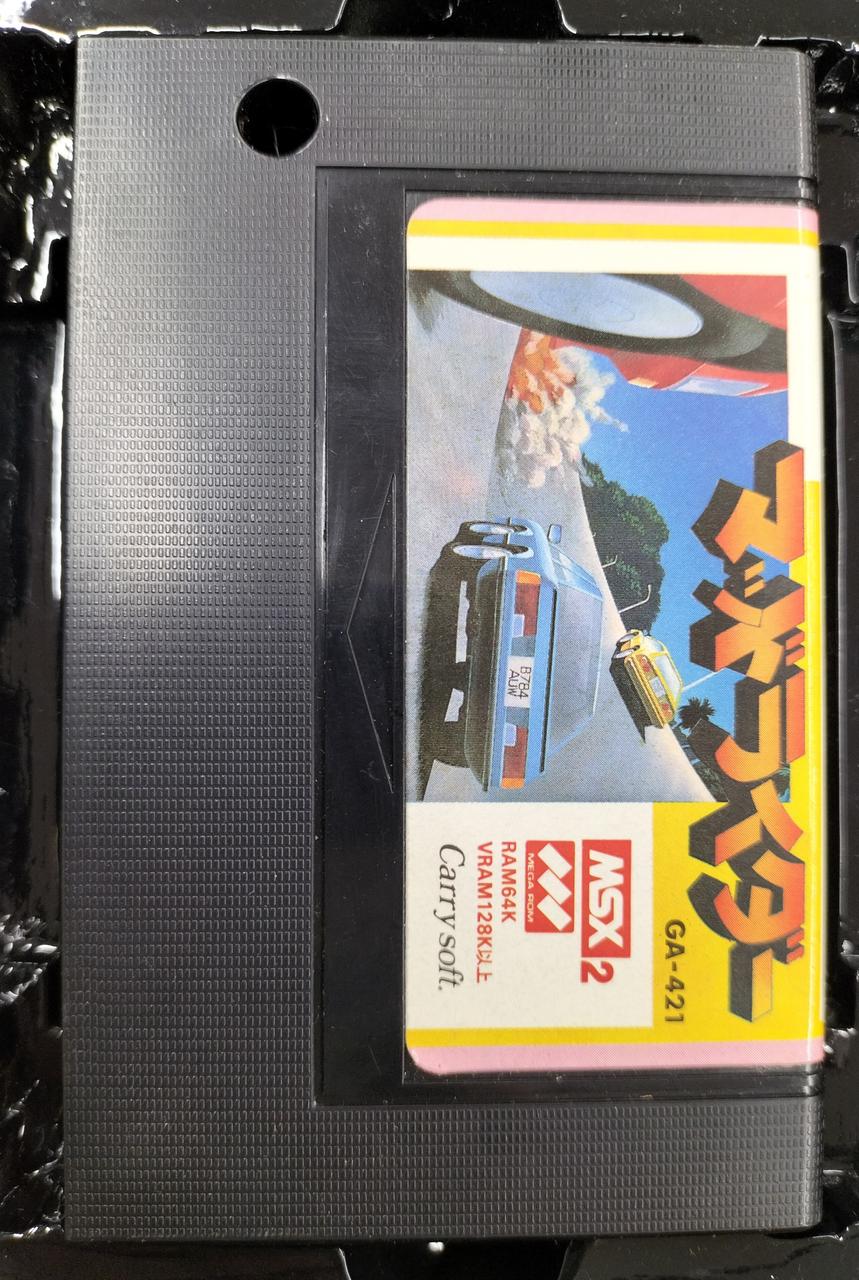 マッドライダー
GA-421
MSX2
MEGA ROM
RAM64K
VRAM128K以上
Carry soft.
B784
AUW